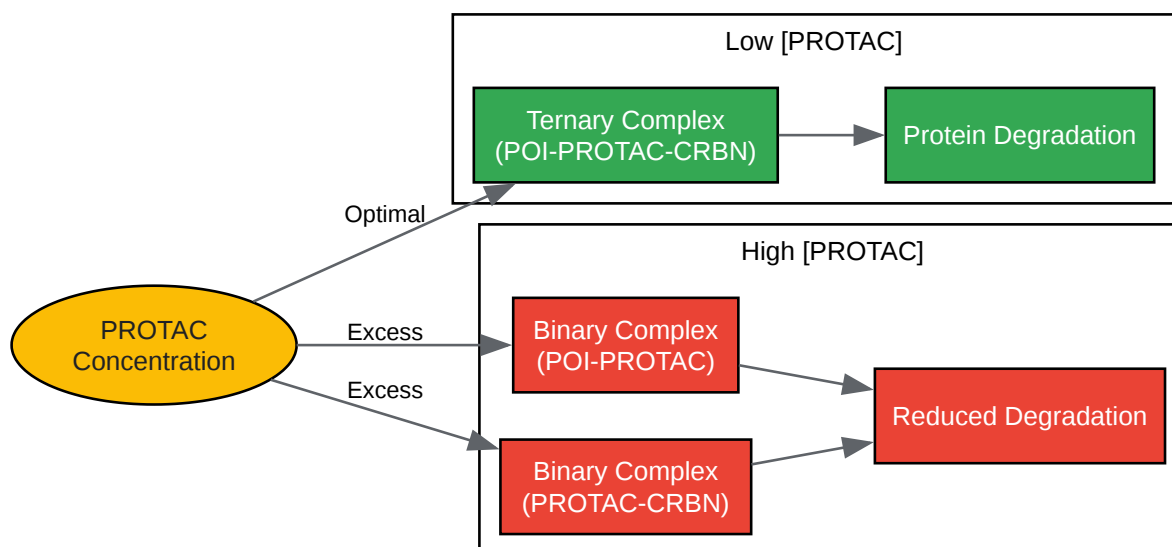 Low [PROTAC]
Ternary Complex
(POI-PROTAC-CRBN)
Protein Degradation
Optimal
High [PROTAC]
PROTAC
Concentration
Excess
Binary Complex
(POI-PROTAC)
Excess
Reduced Degradation
Binary Complex
(PROTAC-CRBN)